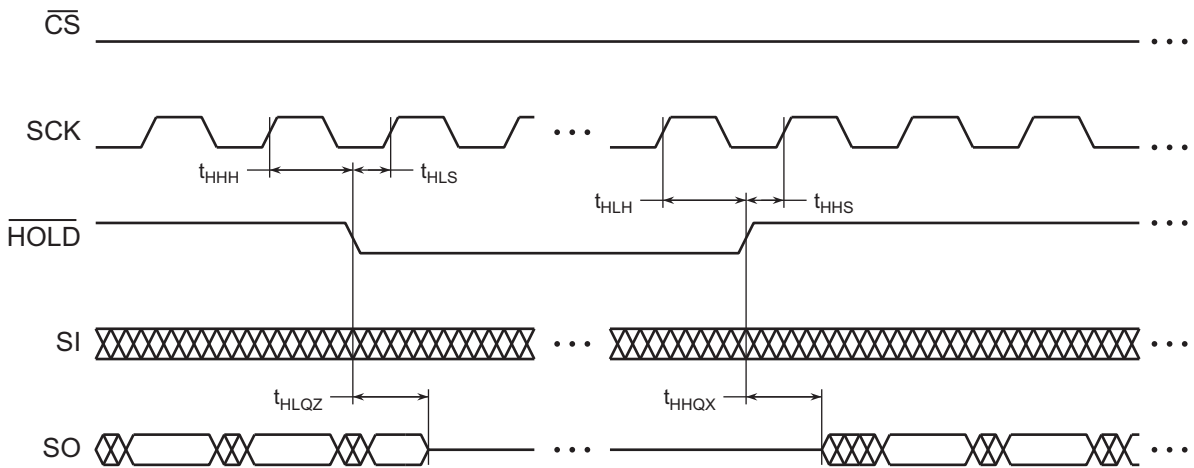 CS
• • •
SCK
• • •
• • •
tHHH
tHLS
tHLH
tHHS
HOLD
• • •
SI
• • •
• • •
tHLQZ
tHHQX
SO
• • •
• • •